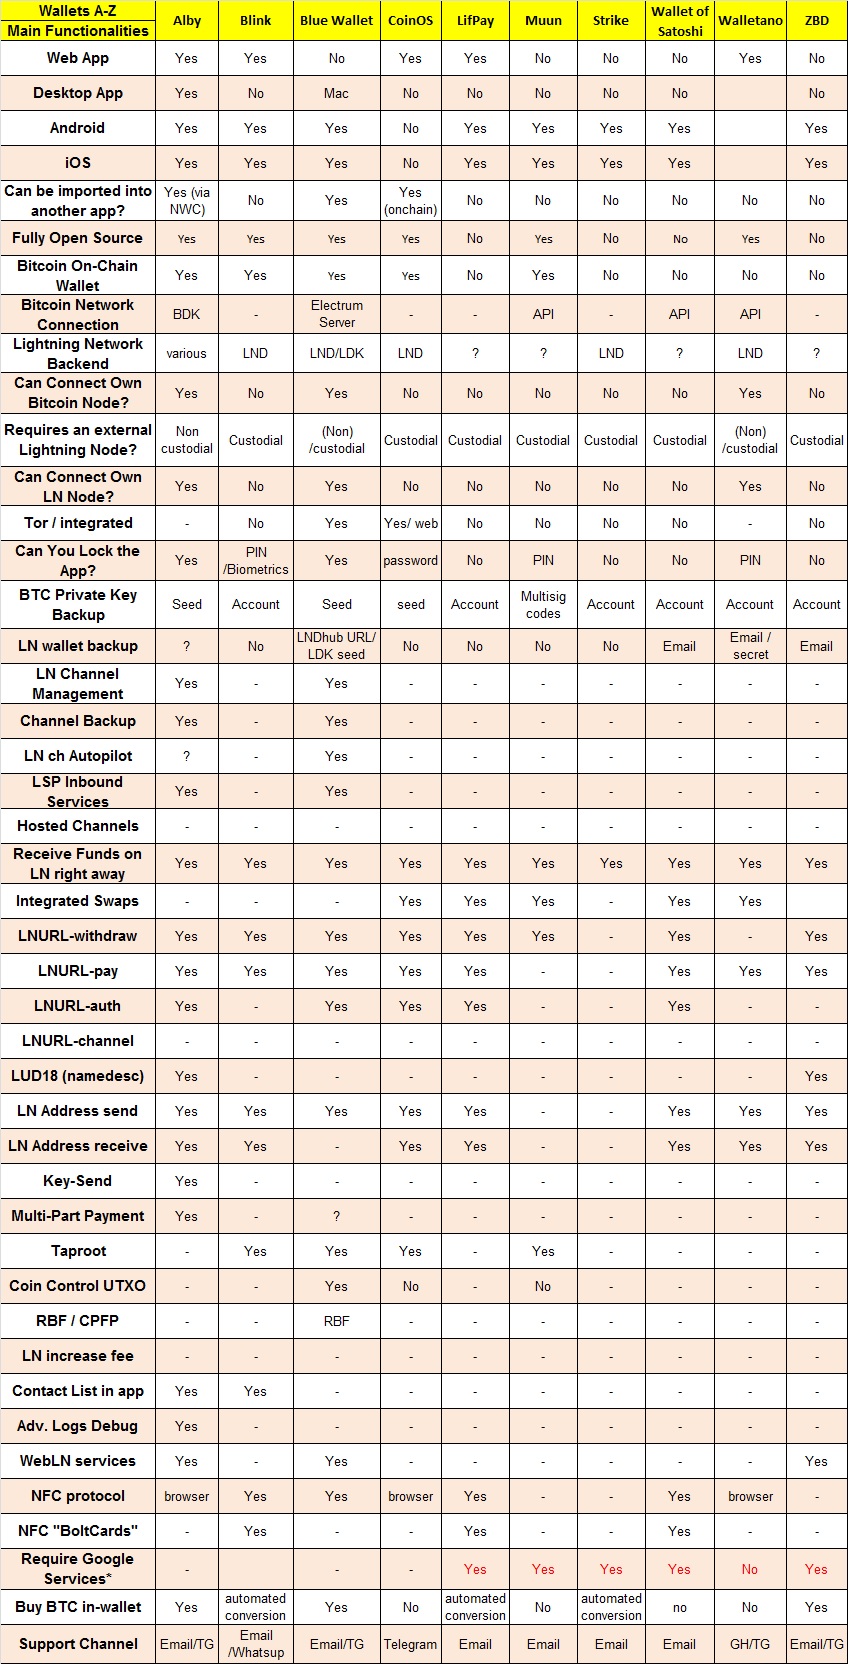 Wallets A-Z Alby Blink Blue Wallet CoinOS LifPay Muun Strike Wallet of Satoshi Walletano ZBD
Main Functionalities
Web App Yes Yes No Yes Yes No No No Yes No
Desktop App Yes No Mac No No No No No No
Android Yes Yes Yes No Yes Yes Yes Yes Yes
iOS Yes Yes Yes No Yes Yes Yes Yes Yes
Can be imported into another app? Yes (via NWC) No Yes Yes (onchain) No No No No No No
Fully Open Source Yes Yes Yes Yes No Yes No No Yes No
Bitcoin On-Chain Wallet Yes Yes Yes Yes No Yes No No No No
Bitcoin Network Connection BDK - Electrum Server - - API - API API -
Lightning Network Backend various LND LND/LDK LND ? ? LND ? LND ?
Can Connect Own Bitcoin Node? Yes No Yes No No No No No Yes No
Requires an external Lightning Node? Non custodial Custodial (Non) /custodial Custodial Custodial Custodial Custodial Custodial (Non) /custodial Custodial
Can Connect Own LN Node? Yes No Yes No No No No No Yes No
Tor / integrated - No Yes Yes/ web No No No No - No
Can You Lock the App? Yes PIN /Biometrics Yes password No PIN No No PIN No
BTC Private Key Backup Seed Account Seed seed Account Multisig codes Account Account Account Account
LN wallet backup ? No LNDhub URL/ LDK seed No No No No Email Email / secret Email
LN Channel Management Yes - Yes - - - - - - -
Channel Backup Yes - Yes - - - - - - -
LN ch Autopilot ? - Yes - - - - - - -
LSP Inbound Services Yes - Yes - - - - - - -
Hosted Channels - - - - - - - - - -
Receive Funds on LN right away Yes Yes Yes Yes Yes Yes Yes Yes Yes Yes
Integrated Swaps - - - Yes Yes Yes - Yes Yes
LNURL-withdraw Yes Yes Yes Yes Yes Yes - Yes - Yes
LNURL-pay Yes Yes Yes Yes Yes - - Yes Yes Yes
LNURL-auth Yes - Yes Yes Yes - - Yes - -
LNURL-channel - - - - - - - - - -
LUD18 (namedesc) Yes - - - - - - - - Yes
LN Address send Yes Yes Yes Yes Yes - - Yes Yes Yes
LN Address receive Yes Yes - Yes Yes - - Yes Yes Yes
Key-Send Yes - - - - - - - - -
Multi-Part Payment Yes - ? - - - - - - -
Taproot - Yes Yes Yes - Yes - - - -
Coin Control UTXO - - Yes No - No - - - -
RBF / CPFP - - RBF - - - - - - -
LN increase fee - - - - - - - - - -
Contact List in app Yes Yes - - - - - - - -
Adv. Logs Debug Yes - - - - - - - - -
WebLN services Yes - Yes - - - - - - Yes
NFC protocol browser Yes Yes browser Yes - - Yes browser -
NFC "BoltCards" - Yes - - Yes - - Yes - -
Require Google Services* - - - Yes Yes Yes Yes No Yes
Buy BTC in-wallet Yes automated conversion Yes No automated conversion No automated conversion no No Yes
Support Channel Email/TG Email /Whatsup Email/TG Telegram Email Email Email Email GH/TG Email/TG